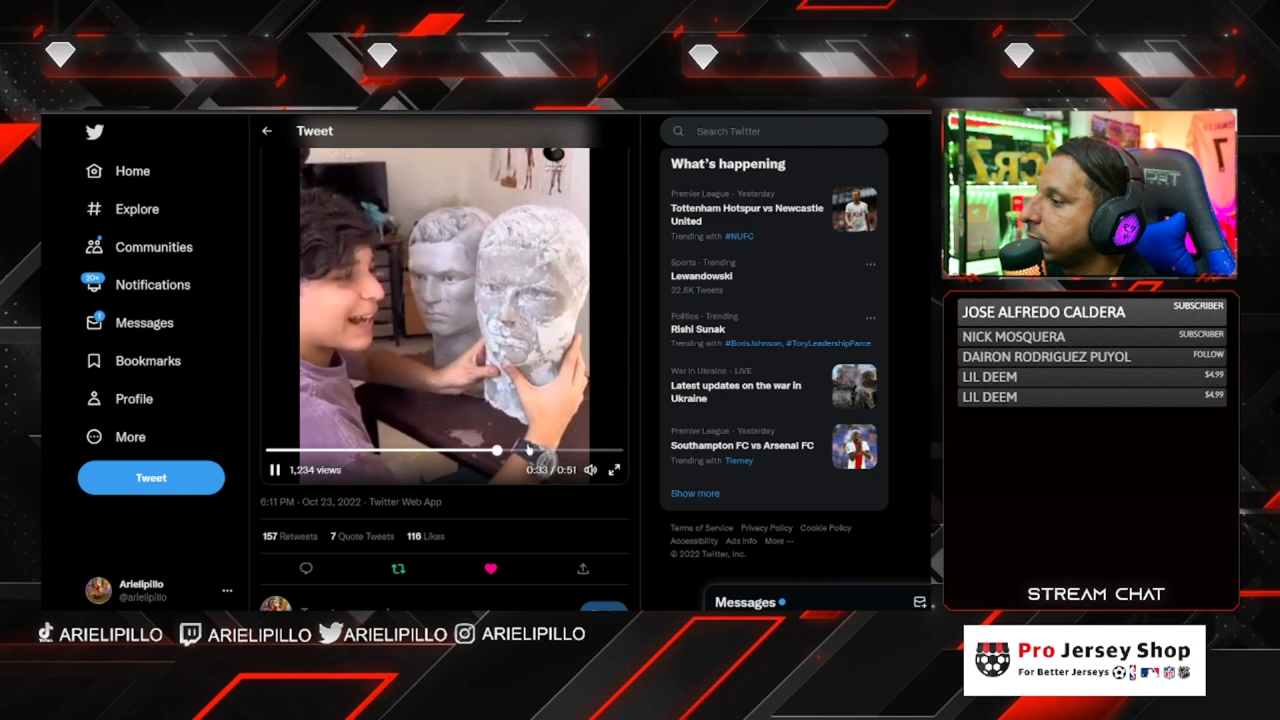 Tweet
Search Twitter
Home
Explore
Communities
20+
Notifications
1
Messages
Bookmarks
Profile
More
Tweet
Arielipillo
@arielipillo
1,234 views
0:33 / 0:51
6:11 PM · Oct 23, 2022 · Twitter Web App
157 Retweets 7 Quote Tweets 116 Likes
What's happening
Premier League · Yesterday
Tottenham Hotspur vs Newcastle
United
Trending with #NUFC
Sports · Trending
Lewandowski
32.6K Tweets
Politics · Trending
Rishi Sunak
Trending with #BorisJohnson, #ToryLeadershipFarce
War in Ukraine · LIVE
Latest updates on the war in
Ukraine
Premier League · Yesterday
Southampton FC vs Arsenal FC
Trending with Tierney
Show more
Terms of Service Privacy Policy Cookie Policy
Accessibility Ads info More ···
© 2022 Twitter, Inc.
Messages
CR7
7
JOSE ALFREDO CALDERA SUBSCRIBER
NICK MOSQUERA SUBSCRIBER
DAIRON RODRIGUEZ PUYOL FOLLOW
LIL DEEM $4.99
LIL DEEM $4.99
STREAM CHAT
ARIELIPILLO ARIELIPILLO ARIELIPILLO ARIELIPILLO
Pro Jersey Shop
For Better Jerseys